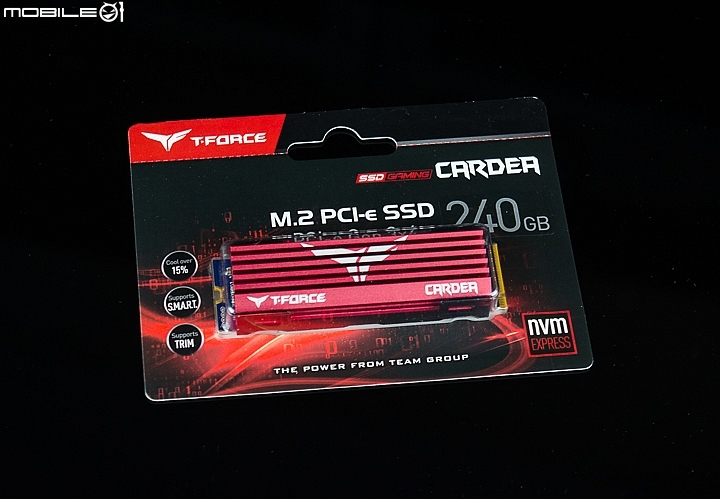 MOBILE01
T-FORCE
SSD GAMING CARDEA
M.2 PCI-e SSD 240GB
Cool over
15%
Supports
S.M.A.R.T.
Supports
TRIM
T-FORCE CARDEA
nvm
EXPRESS
THE POWER FROM TEAM GROUP